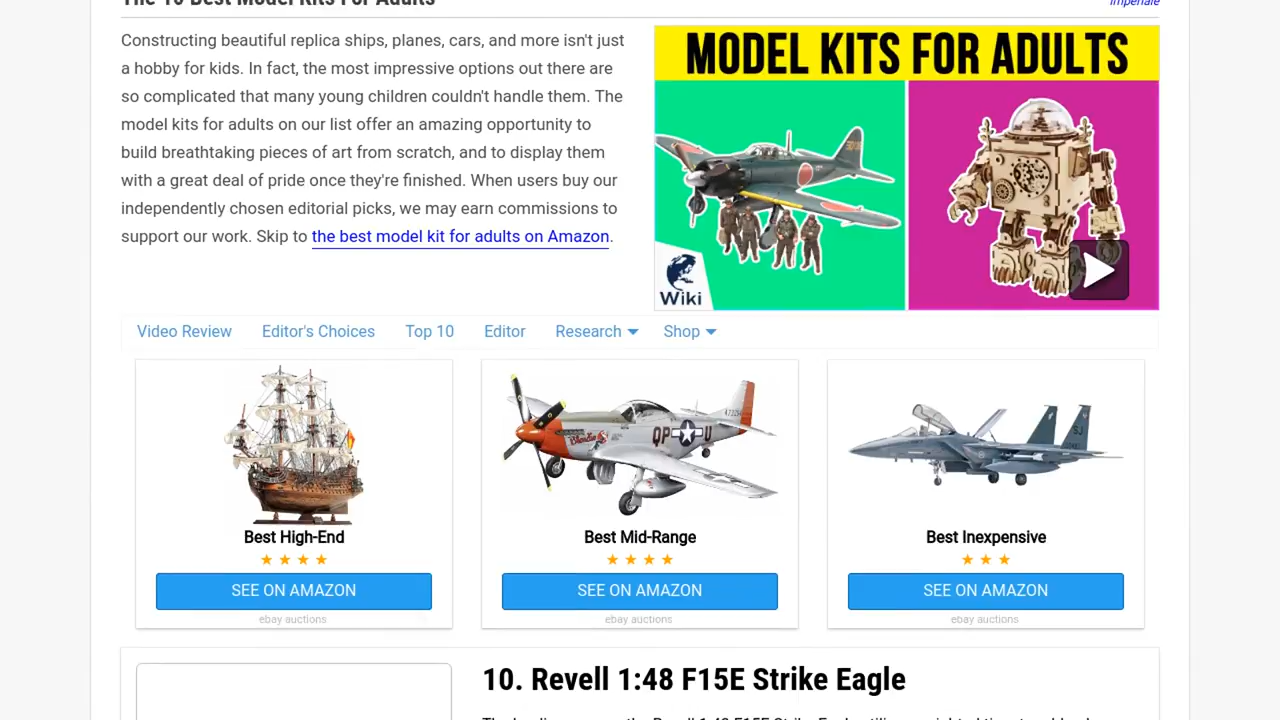 The 10 Best Model Kits For Adults
Imperiale
Constructing beautiful replica ships, planes, cars, and more isn't just
a hobby for kids. In fact, the most impressive options out there are
so complicated that many young children couldn't handle them. The
model kits for adults on our list offer an amazing opportunity to
build breathtaking pieces of art from scratch, and to display them
with a great deal of pride once they're finished. When users buy our
independently chosen editorial picks, we may earn commissions to
support our work. Skip to the best model kit for adults on Amazon.
MODEL KITS FOR ADULTS
Wiki
Video Review Editor's Choices Top 10 Editor Research Shop
QP U
SJ
Best High-End
Best Mid-Range
Best Inexpensive
★ ★ ★ ★
★ ★ ★ ★
★ ★ ★
SEE ON AMAZON
SEE ON AMAZON
SEE ON AMAZON
ebay auctions
ebay auctions
ebay auctions
10. Revell 1:48 F15E Strike Eagle